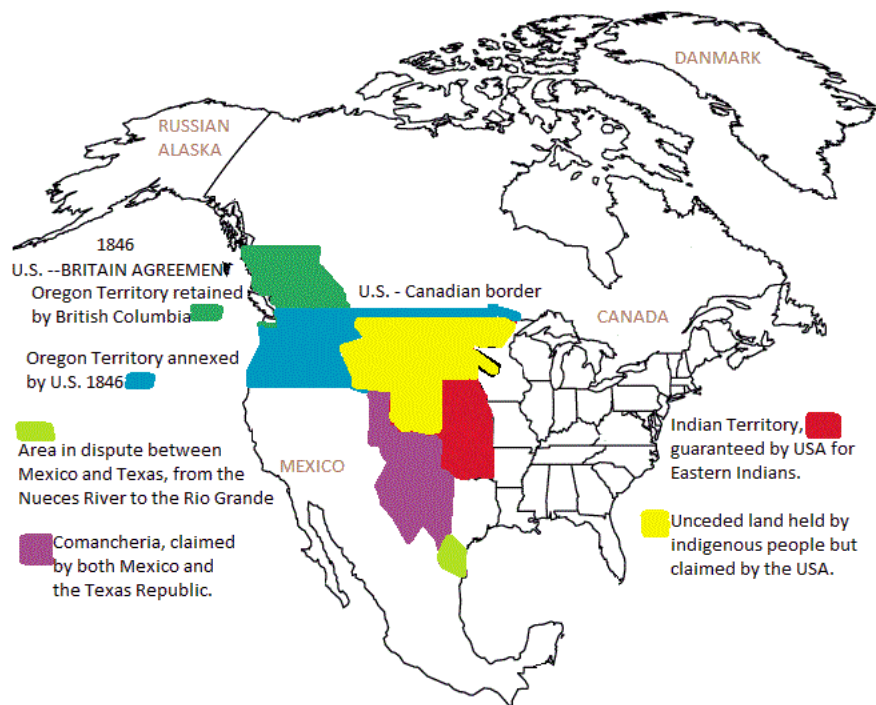 DANMARK
RUSSIAN
ALASKA
1846
U.S. --BRITAIN AGREEMENT
Oregon Territory retained
by British Columbia
U.S. - Canadian border
CANADA
Oregon Territory annexed
by U.S. 1846
Area in dispute between
Mexico and Texas, from the
Nueces River to the Rio Grande
MEXICO
Indian Territory,
guaranteed by USA for
Eastern Indians.
Comancheria, claimed
by both Mexico and
the Texas Republic.
Unceded land held by
indigenous people but
claimed by the USA.